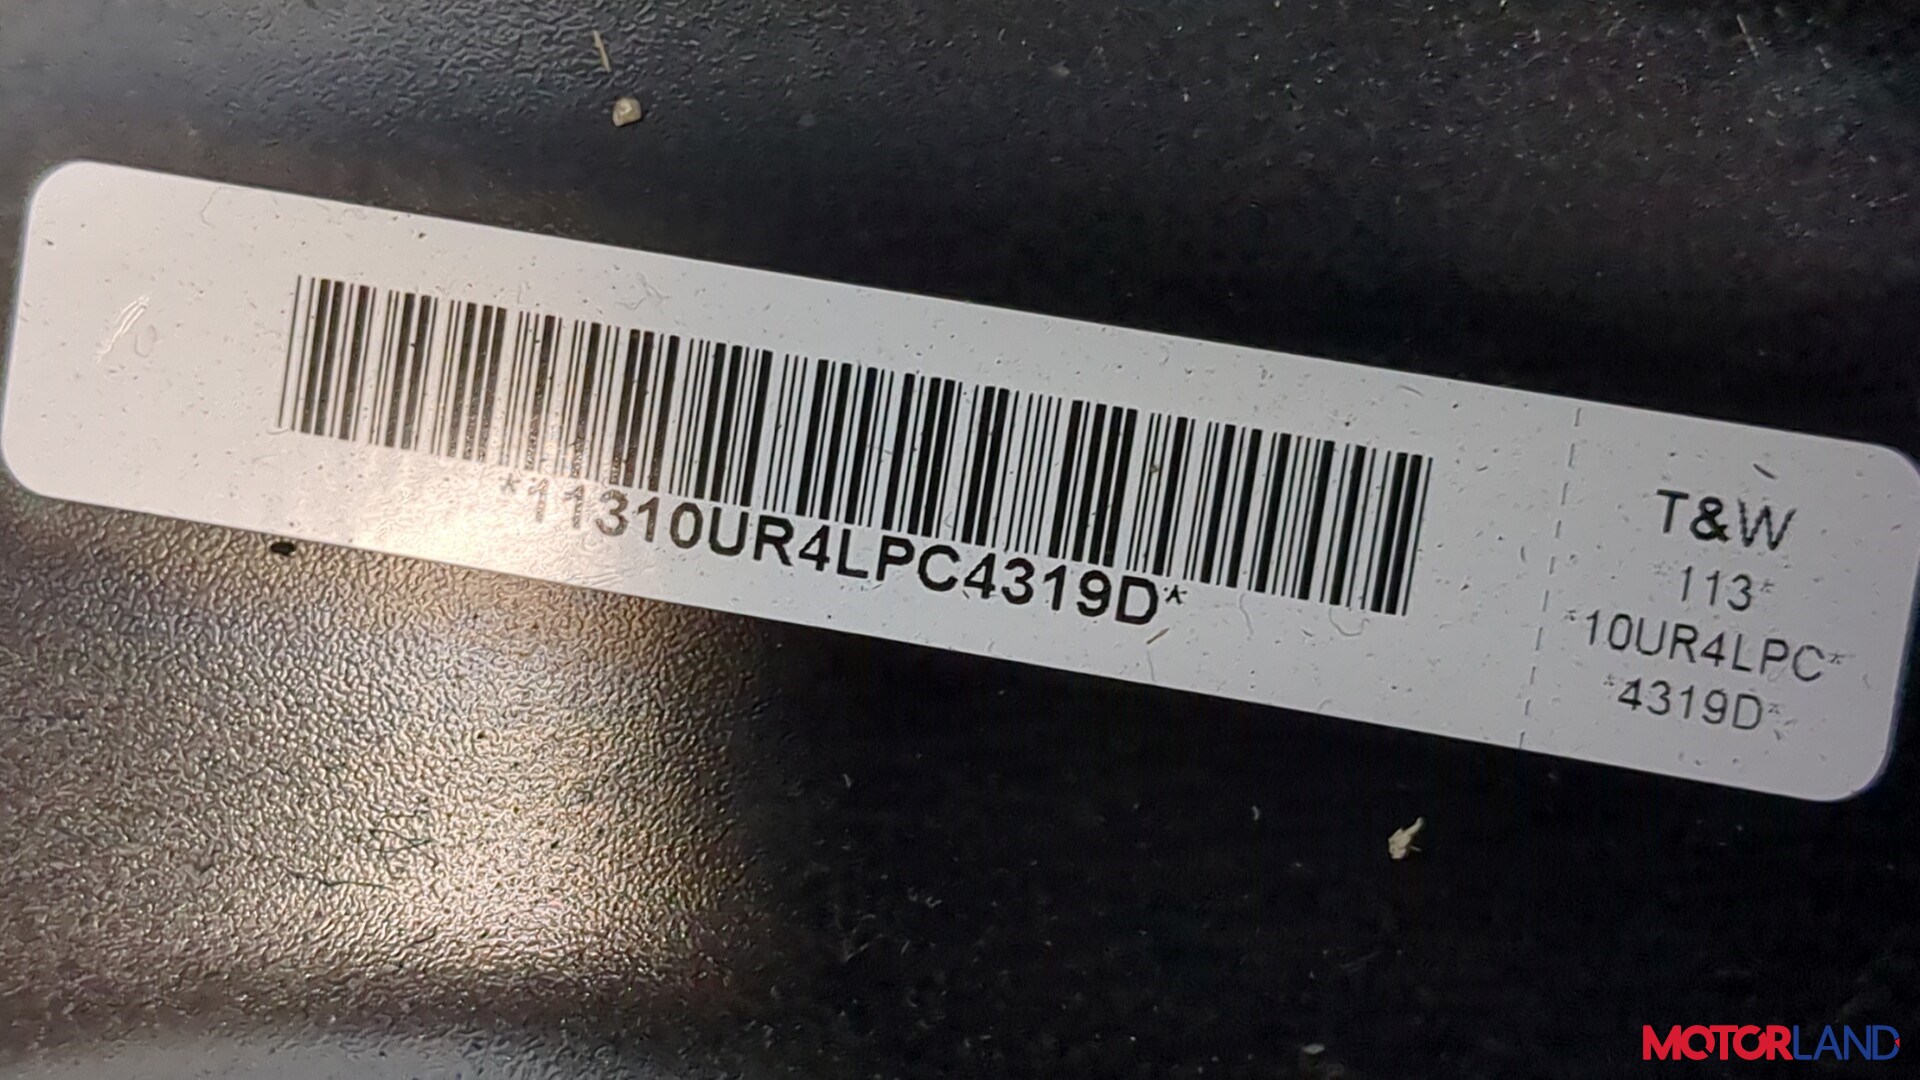 *11310UR4LPC4319D*
T&W
*113*
*10UR4LPC*
*4319D*
MOTORLAND